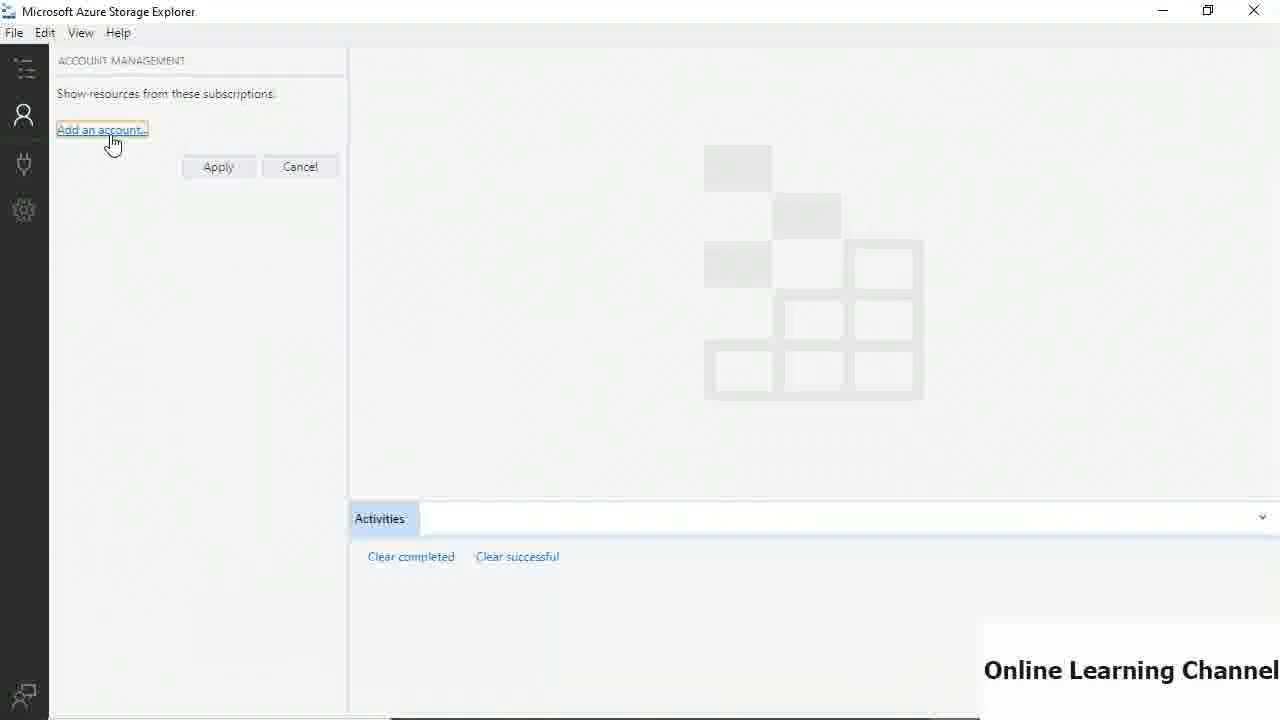 Microsoft Azure Storage Explorer
File Edit View Help
ACCOUNT MANAGEMENT
Show resources from these subscriptions.
Add an account...
Apply Cancel
Activities
Clear completed Clear successful
Online Learning Channel